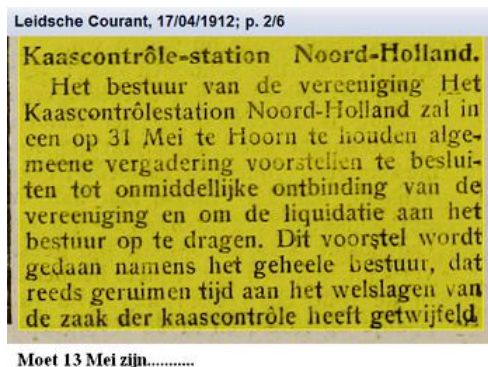 Leidsche Courant, 17/04/1912; p. 2/6
Kaascontrôle-station Noord-Holland.
Het bestuur van de vereeniging Het
Kaascontrôlestation Noord-Holland zal in
een op 31 Mei te Hoorn te houden alge-
meene vergadering voorstellen te beslui-
ten tot onmiddellijke ontbinding van de
vereeniging en om de liquidatie aan het
bestuur op te dragen. Dit voorstel wordt
gedaan namens het geheele bestuur, dat
reeds geruimen tijd aan het welslagen van
de zaak der kaascontrôle heeft getwijfeld
Moet 13 Mei zijn...........